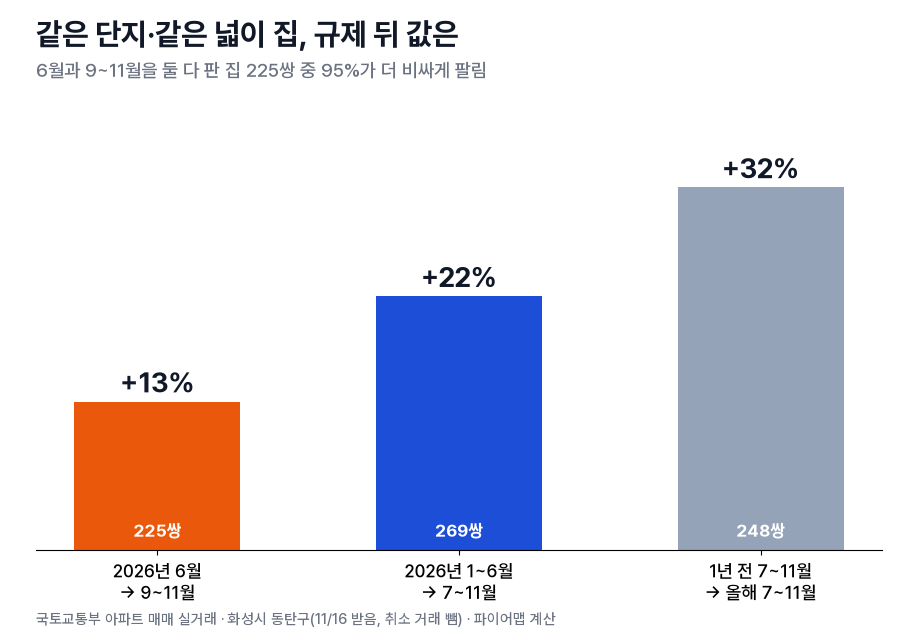 같은 단지·같은 넓이 집, 규제 뒤 값은
6월과 9~11월을 둘 다 판 집 225쌍 중 95%가 더 비싸게 팔림
+13%
+22%
+32%
225쌍
269쌍
248쌍
2026년 6월
→ 9~11월
2026년 1~6월
→ 7~11월
1년 전 7~11월
→ 올해 7~11월
국토교통부 아파트 매매 실거래 · 화성시 동탄구(11/16 받음, 취소 거래 뺌) · 파이어맵 계산